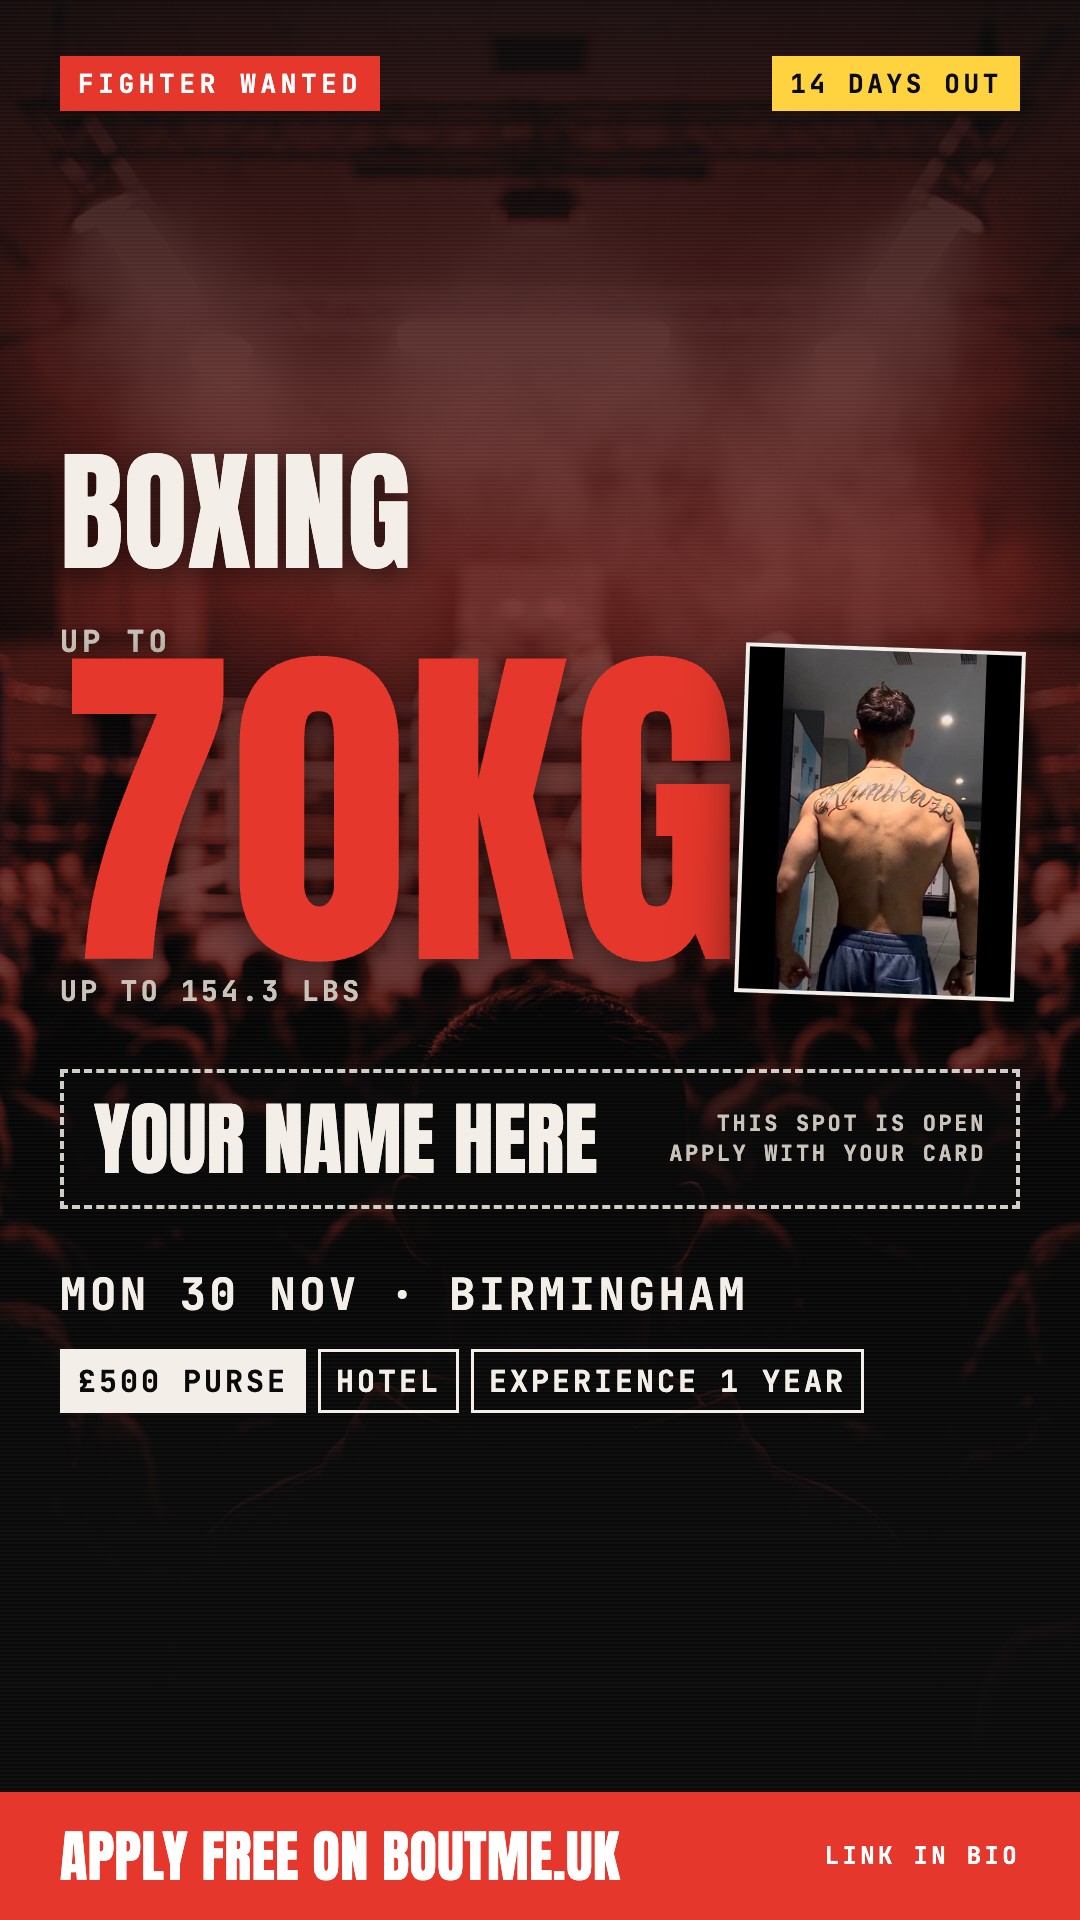 FIGHTER WANTED
14 DAYS OUT
BOXING
UP TO
70KG
Kamikaze
UP TO 154.3 LBS
YOUR NAME HERE
THIS SPOT IS OPEN
APPLY WITH YOUR CARD
MON 30 NOV · BIRMINGHAM
£500 PURSE
HOTEL
EXPERIENCE 1 YEAR
APPLY FREE ON BOUTME.UK
LINK IN BIO